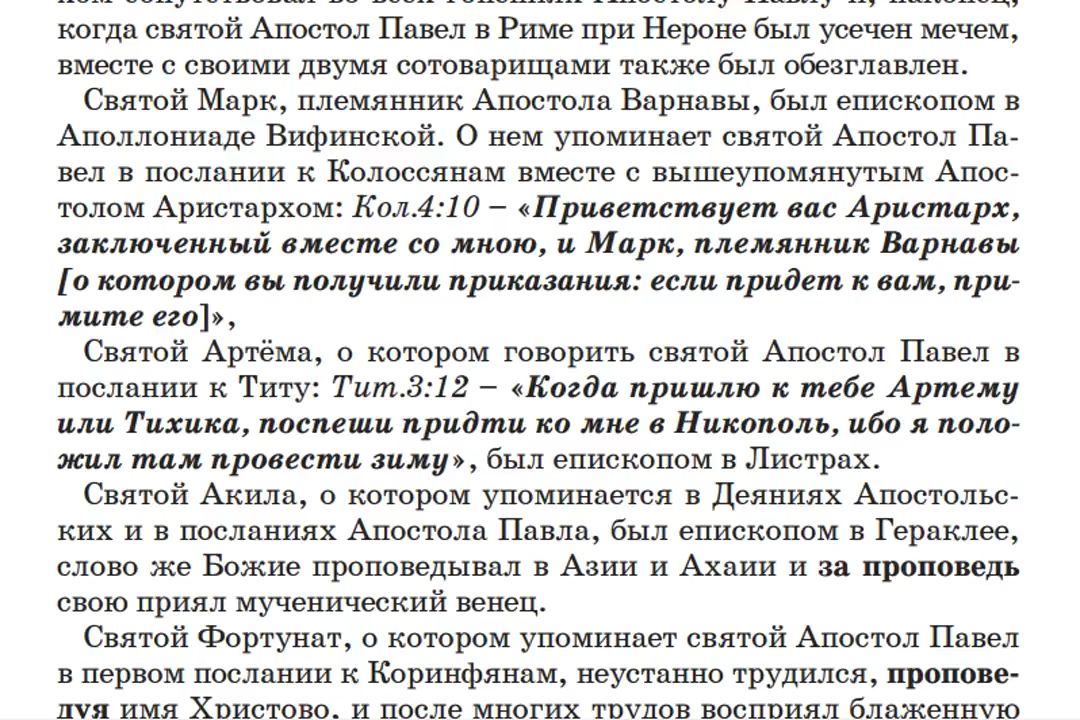 когда святой Апостол Павел в Риме при Нероне был усечен мечем,
вместе с своими двумя сотоварищами также был обезглавлен.
Святой Марк, племянник Апостола Варнавы, был епископом в
Аполлониаде Вифинской. О нем упоминает святой Апостол Па-
вел в послании к Колоссянам вместе с вышеупомянутым Апос-
толом Аристархом: Кол.4:10 – «Приветствует вас Аристарх,
заключенный вместе со мною, и Марк, племянник Варнавы
[о котором вы получили приказания: если придет к вам, при-
мите его]»,
Святой Артёма, о котором говорить святой Апостол Павел в
послании к Титу: Тит.3:12 – «Когда пришлю к тебе Артему
или Тихика, поспеши придти ко мне в Никополь, ибо я поло-
жил там провести зиму», был епископом в Листрах.
Святой Акила, о котором упоминается в Деяниях Апостольс-
ких и в посланиях Апостола Павла, был епископом в Гераклее,
слово же Божие проповедывал в Азии и Ахаии и за проповедь
свою приял мученический венец.
Святой Фортунат, о котором упоминает святой Апостол Павел
в первом послании к Коринфянам, неустанно трудился, пропове-
дуя имя Христово, и после многих трудов восприял блаженную